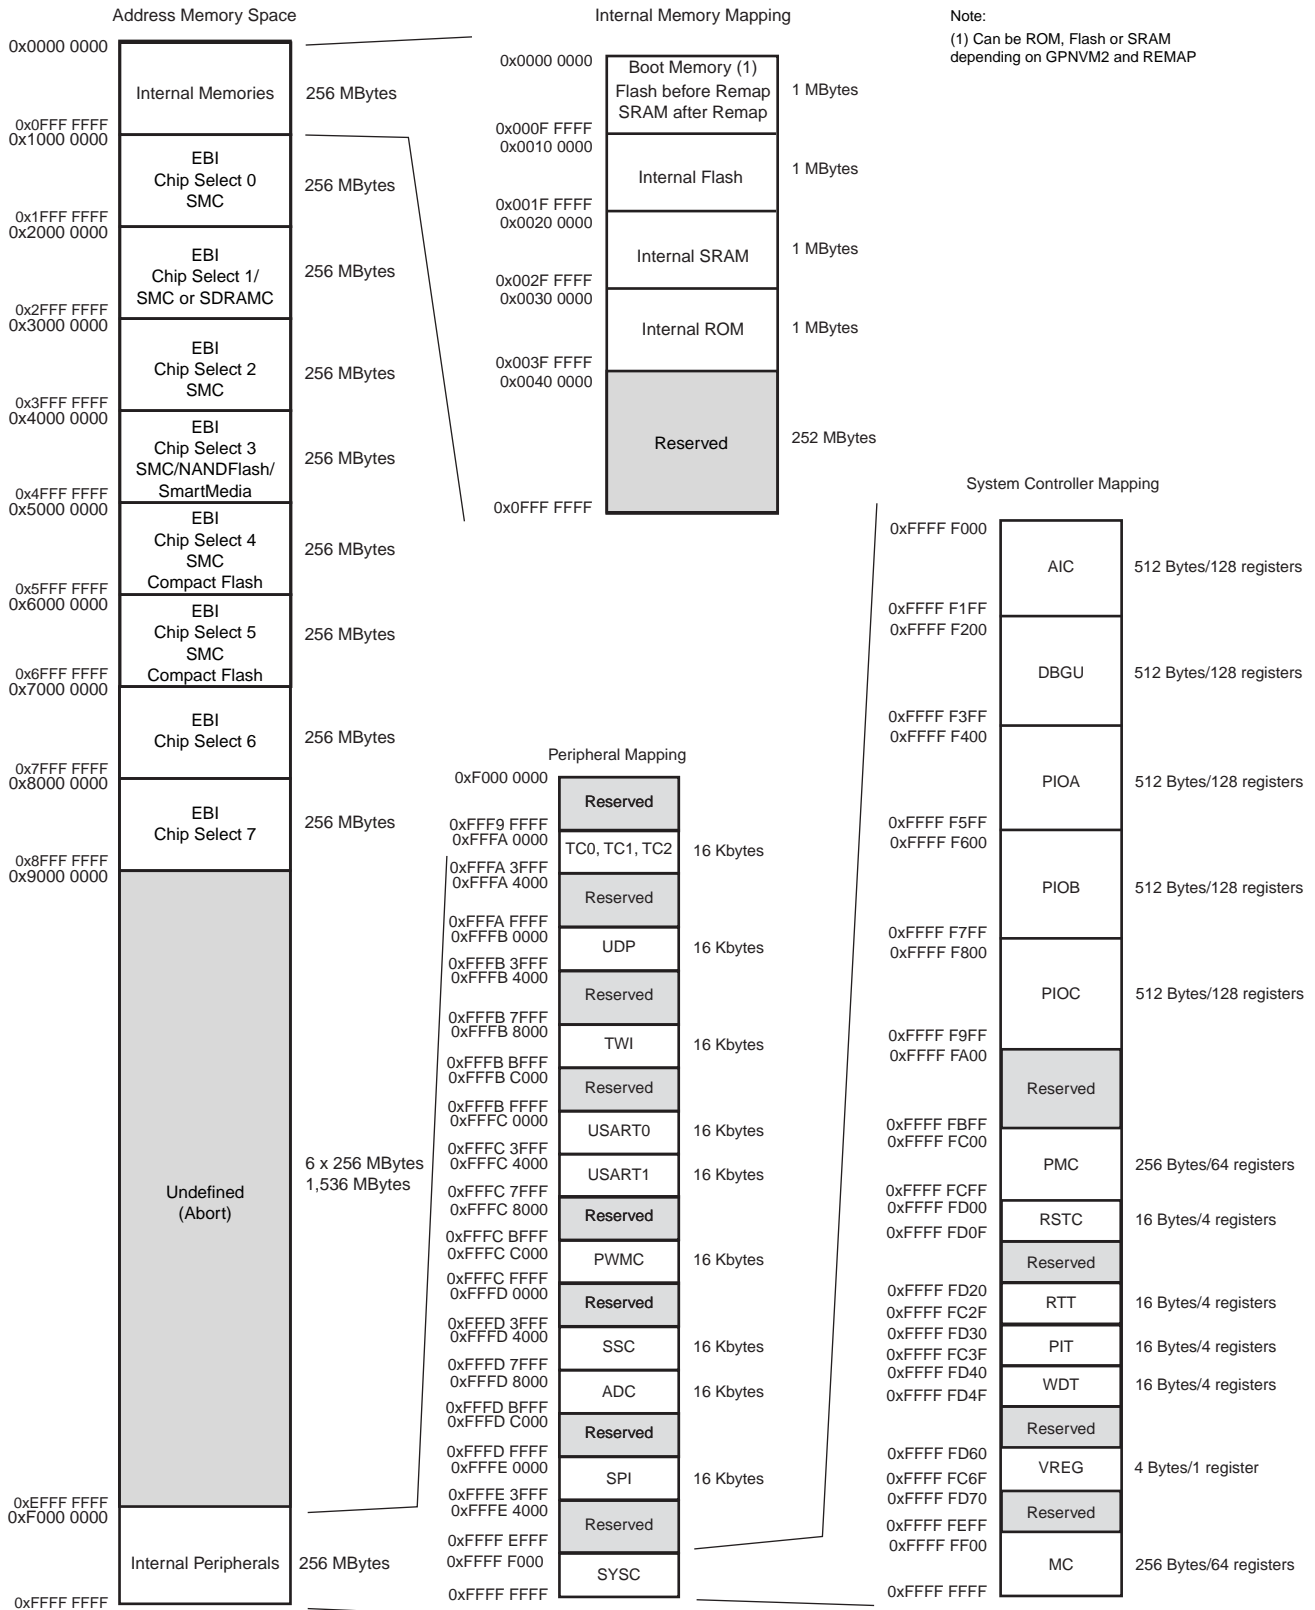 Address Memory Space
0x0000 0000
Internal Memories
256 MBytes
0x0FFF FFFF
0x1000 0000
EBI
Chip Select 0
SMC
256 MBytes
0x1FFF FFFF
0x2000 0000
EBI
Chip Select 1/
SMC or SDRAMC
256 MBytes
0x2FFF FFFF
0x3000 0000
EBI
Chip Select 2
SMC
256 MBytes
0x3FFF FFFF
0x4000 0000
EBI
Chip Select 3
SMC/NANDFlash/
SmartMedia
256 MBytes
0x4FFF FFFF
0x5000 0000
EBI
Chip Select 4
SMC
Compact Flash
256 MBytes
0x5FFF FFFF
0x6000 0000
EBI
Chip Select 5
SMC
Compact Flash
256 MBytes
0x6FFF FFFF
0x7000 0000
EBI
Chip Select 6
256 MBytes
0x7FFF FFFF
0x8000 0000
EBI
Chip Select 7
256 MBytes
0x8FFF FFFF
0x9000 0000
Undefined
(Abort)
6 x 256 MBytes
1,536 MBytes
0xEFFF FFFF
0xF000 0000
Internal Peripherals
256 MBytes
0xFFFF FFFF
Internal Memory Mapping
0x0000 0000
Boot Memory (1)
Flash before Remap
SRAM after Remap
1 MBytes
0x000F FFFF
0x0010 0000
Internal Flash
1 MBytes
0x001F FFFF
0x0020 0000
Internal SRAM
1 MBytes
0x002F FFFF
0x0030 0000
Internal ROM
1 MBytes
0x003F FFFF
0x0040 0000
Reserved
252 MBytes
0x0FFF FFFF
Note:
(1) Can be ROM, Flash or SRAM
depending on GPNVM2 and REMAP
Peripheral Mapping
0xF000 0000
Reserved
0xFFF9 FFFF
0xFFFA 0000
TC0, TC1, TC2
16 Kbytes
0xFFFA 3FFF
0xFFFA 4000
Reserved
0xFFFA FFFF
0xFFFB 0000
UDP
16 Kbytes
0xFFFB 3FFF
0xFFFB 4000
Reserved
0xFFFB 7FFF
0xFFFB 8000
TWI
16 Kbytes
0xFFFB BFFF
0xFFFB C000
Reserved
0xFFFB FFFF
0xFFFC 0000
USART0
16 Kbytes
0xFFFC 3FFF
0xFFFC 4000
USART1
16 Kbytes
0xFFFC 7FFF
0xFFFC 8000
Reserved
0xFFFC BFFF
0xFFFC C000
PWMC
16 Kbytes
0xFFFC FFFF
0xFFFD 0000
Reserved
0xFFFD 3FFF
0xFFFD 4000
SSC
16 Kbytes
0xFFFD 7FFF
0xFFFD 8000
ADC
16 Kbytes
0xFFFD BFFF
0xFFFD C000
Reserved
0xFFFD FFFF
0xFFFE 0000
SPI
16 Kbytes
0xFFFE 3FFF
0xFFFE 4000
Reserved
0xFFFF EFFF
0xFFFF F000
SYSC
0xFFFF FFFF
System Controller Mapping
0xFFFF F000
AIC
512 Bytes/128 registers
0xFFFF F1FF
0xFFFF F200
DBGU
512 Bytes/128 registers
0xFFFF F3FF
0xFFFF F400
PIOA
512 Bytes/128 registers
0xFFFF F5FF
0xFFFF F600
PIOB
512 Bytes/128 registers
0xFFFF F7FF
0xFFFF F800
PIOC
512 Bytes/128 registers
0xFFFF F9FF
0xFFFF FA00
Reserved
0xFFFF FBFF
0xFFFF FC00
PMC
256 Bytes/64 registers
0xFFFF FCFF
0xFFFF FD00
RSTC
16 Bytes/4 registers
0xFFFF FD0F
Reserved
0xFFFF FD20
RTT
16 Bytes/4 registers
0xFFFF FC2F
0xFFFF FD30
PIT
16 Bytes/4 registers
0xFFFF FC3F
0xFFFF FD40
WDT
16 Bytes/4 registers
0xFFFF FD4F
Reserved
0xFFFF FD60
VREG
4 Bytes/1 register
0xFFFF FC6F
0xFFFF FD70
Reserved
0xFFFF FEFF
0xFFFF FF00
MC
256 Bytes/64 registers
0xFFFF FFFF